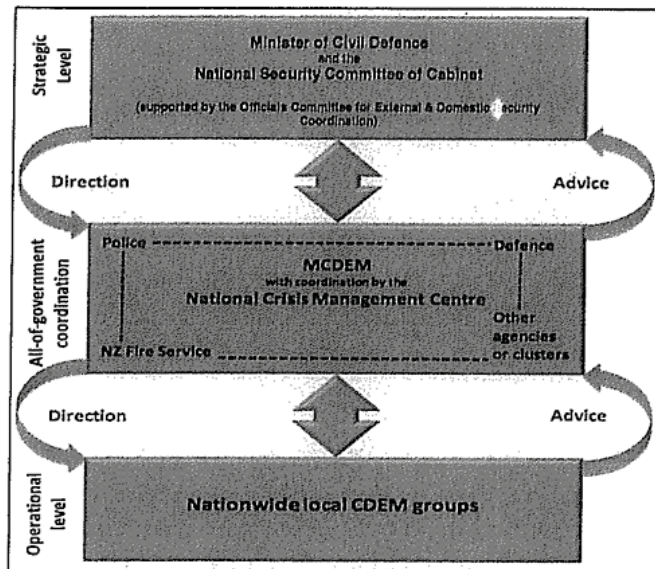 Strategic
Level
Minister of Civil Defence
and the
National Security Committee of Cabinet
(supported by the Officials Committee for External & Domestic Security
Coordination)
Direction
Advice
All-of-government
coordination
Police
Defence
MCDEM
with coordination by the
National Crisis Management Centre
Other
agencies
or clusters
NZ Fire Service
Direction
Advice
Operational
level
Nationwide local CDEM groups